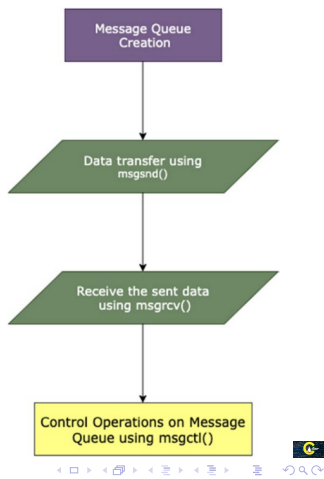 Message Queue
Creation
Data transfer using
msgsnd()
Receive the sent data
using msgrcv()
Control Operations on Message
Queue using msgctl()